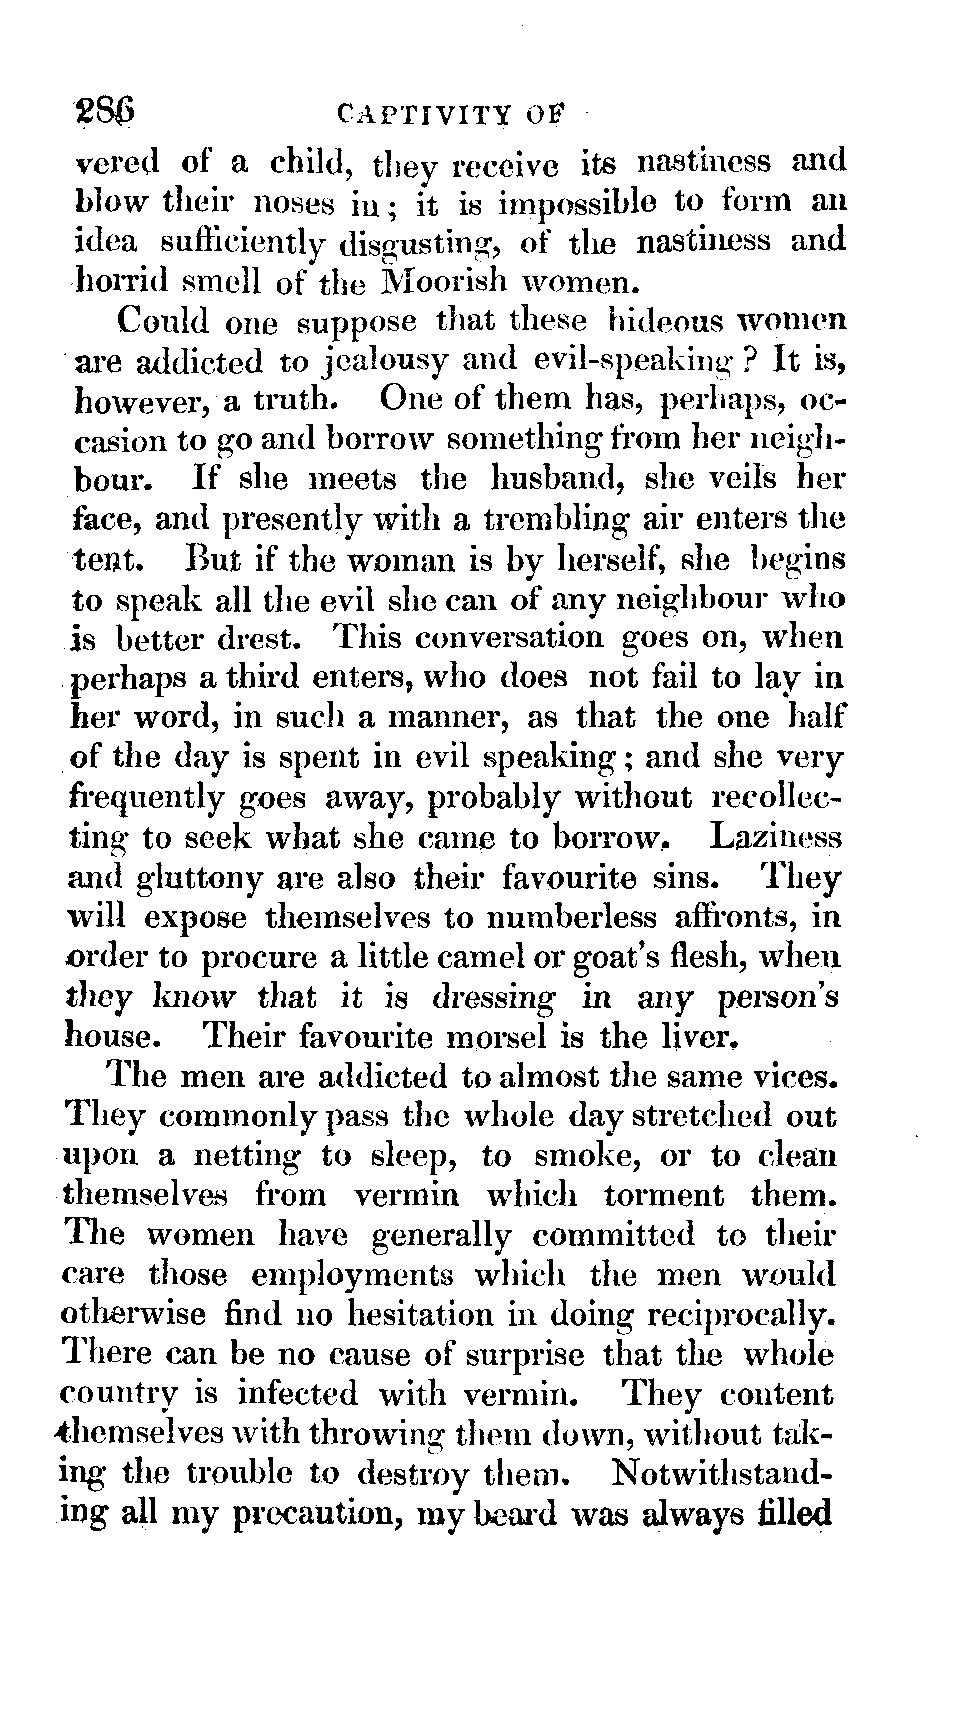 286 CAPTIVITY OF
vered of a child, they receive its nastiness and
blow their noses in; it is impossible to form an
idea sufficiently disgusting, of the nastiness and
horrid smell of the Moorish women.
Could one suppose that these hideous women
are addicted to jealousy and evil-speaking? It is,
however, a truth. One of them has, perhaps, oc-
casion to go and borrow something from her neigh-
bour. If she meets the husband, she veils her
face, and presently with a trembling air enters the
tent. But if the woman is by herself, she begins
to speak all the evil she can of any neighbour who
is better drest. This conversation goes on, when
perhaps a third enters, who does not fail to lay in
her word, in such a manner, as that the one half
of the day is spent in evil speaking; and she very
frequently goes away, probably without recollec-
ting to seek what she came to borrow. Laziness
and gluttony are also their favourite sins. They
will expose themselves to numberless affronts, in
order to procure a little camel or goat's flesh, when
they know that it is dressing in any person's
house. Their favourite morsel is the liver.
The men are addicted to almost the same vices.
They commonly pass the whole day stretched out
upon a netting to sleep, to smoke, or to clean
themselves from vermin which torment them.
The women have generally committed to their
care those employments which the men would
otherwise find no hesitation in doing reciprocally.
There can be no cause of surprise that the whole
country is infected with vermin. They content
themselves with throwing them down, without tak-
ing the trouble to destroy them. Notwithstand-
ing all my precaution, my beard was always filled